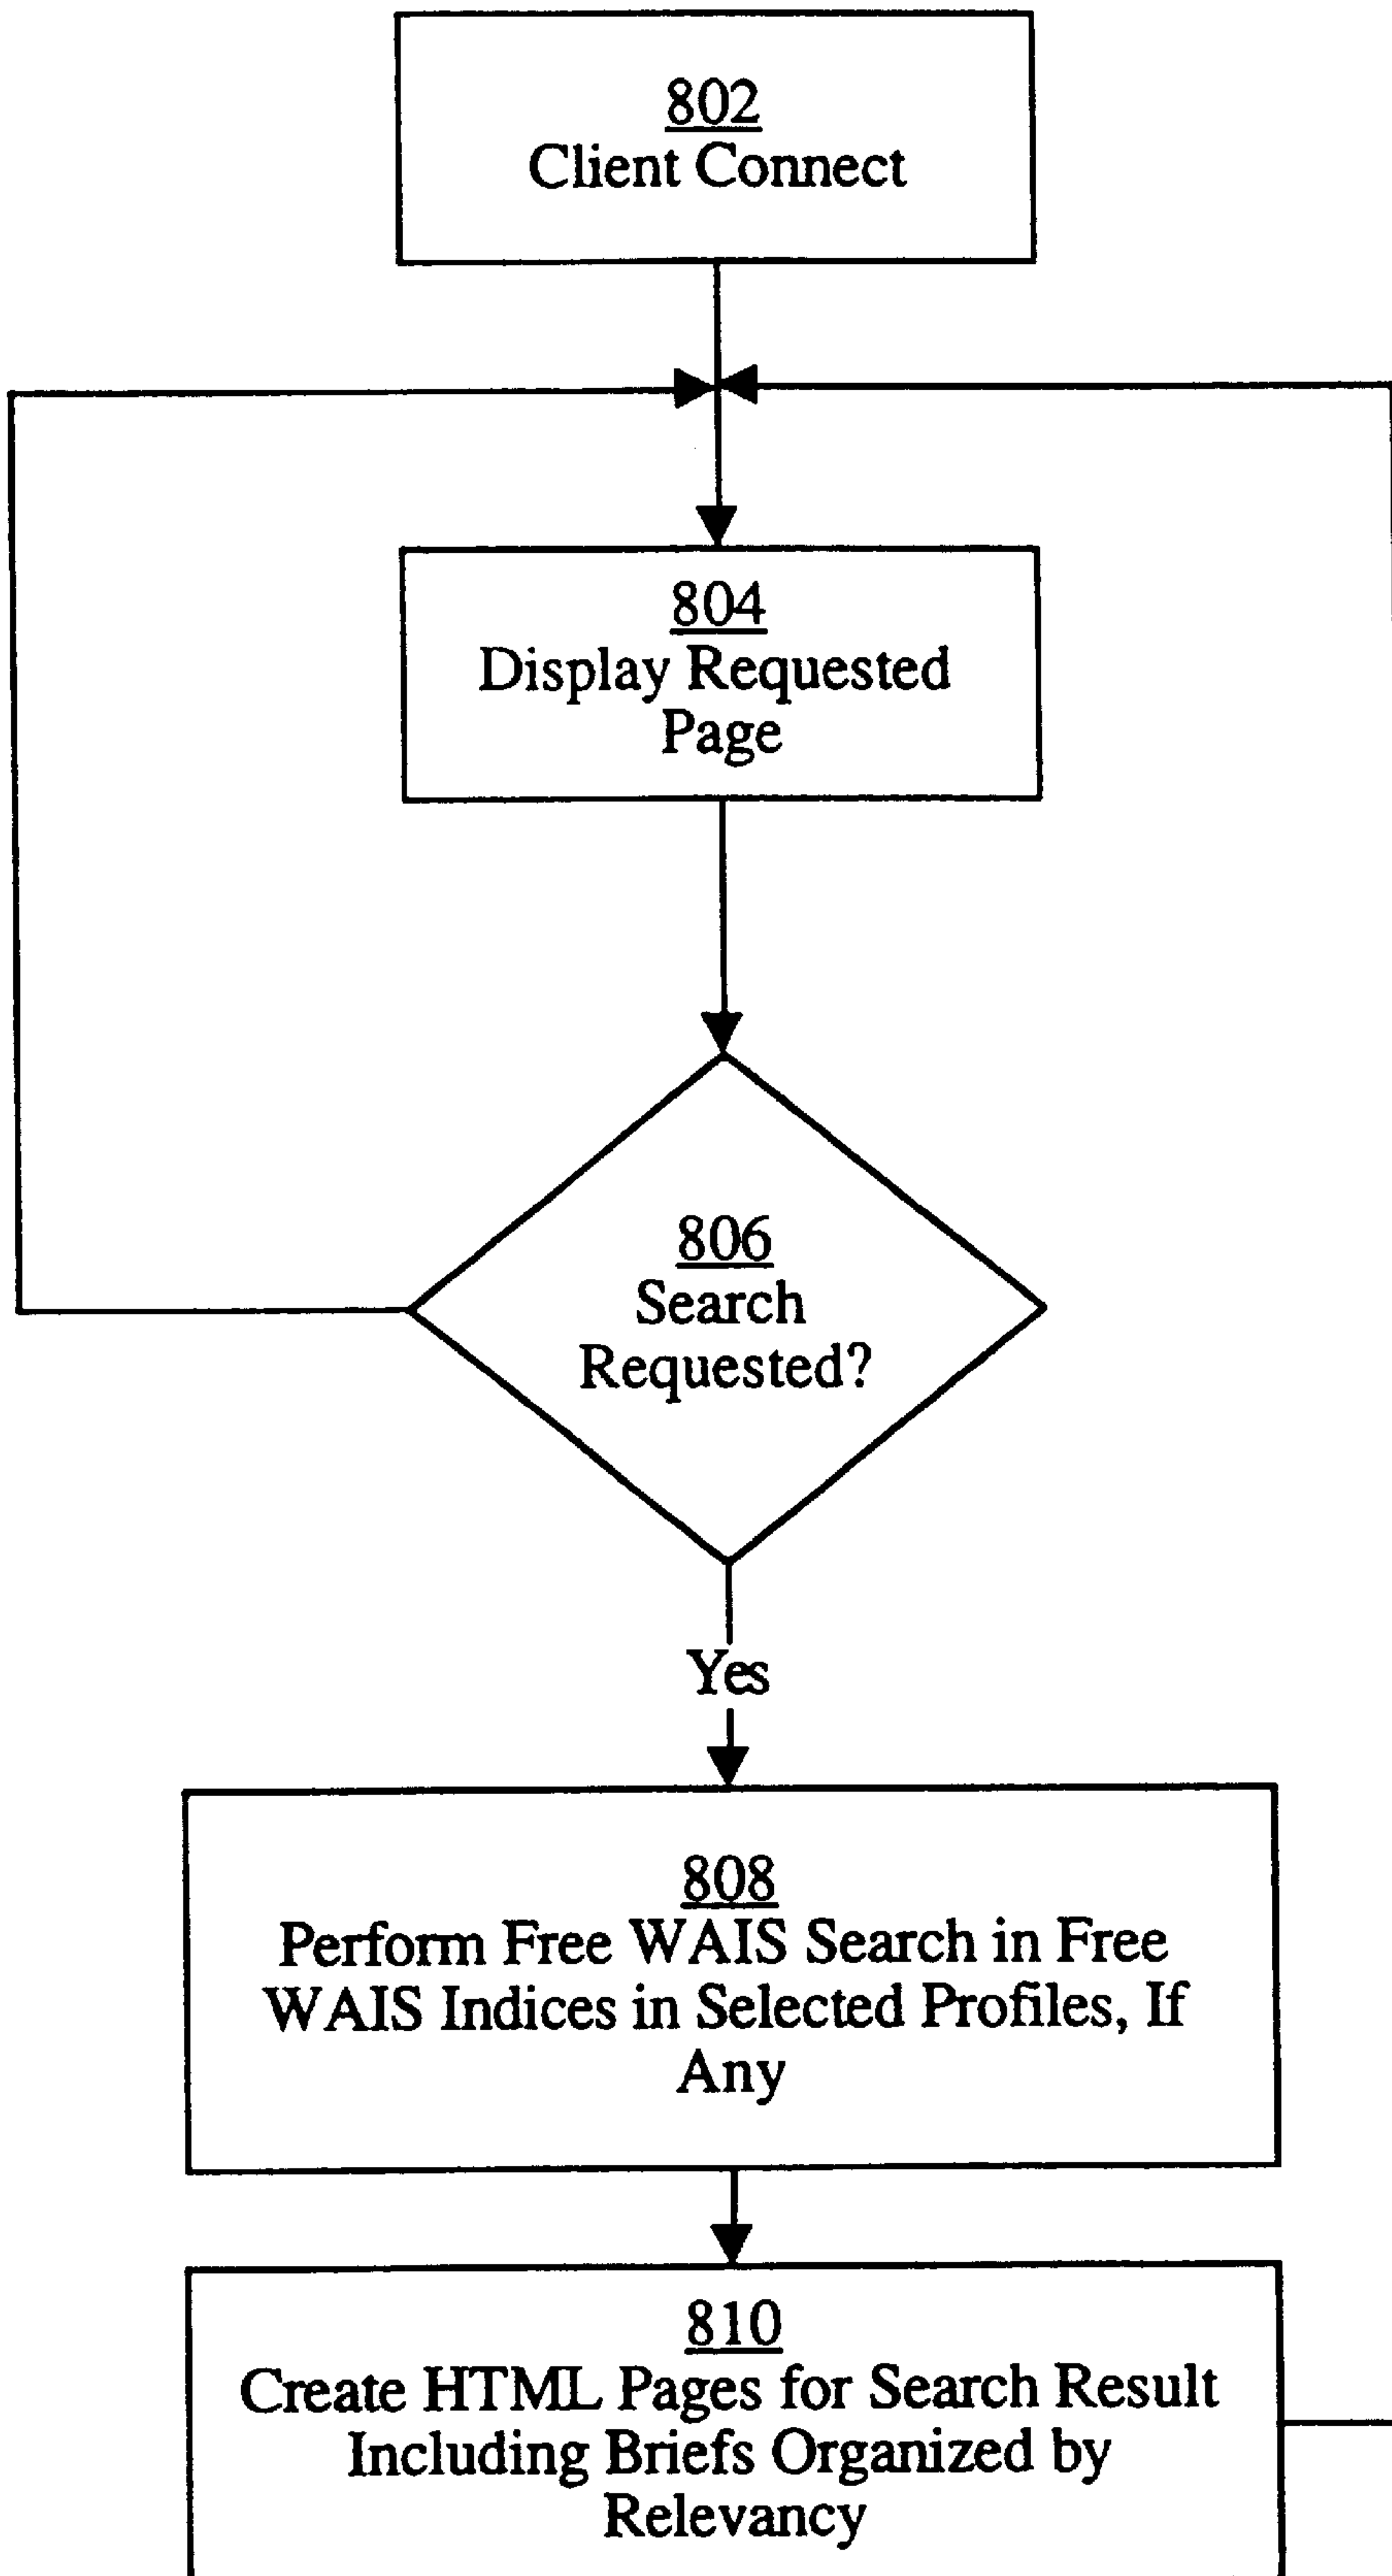 802
Client Connect
804
Display Requested
Page
806
Search
Requested?
Yes
808
Perform Free WAIS Search in Free
WAIS Indices in Selected Profiles, If
Any
810
Create HTML Pages for Search Result
Including Briefs Organized by
Relevancy